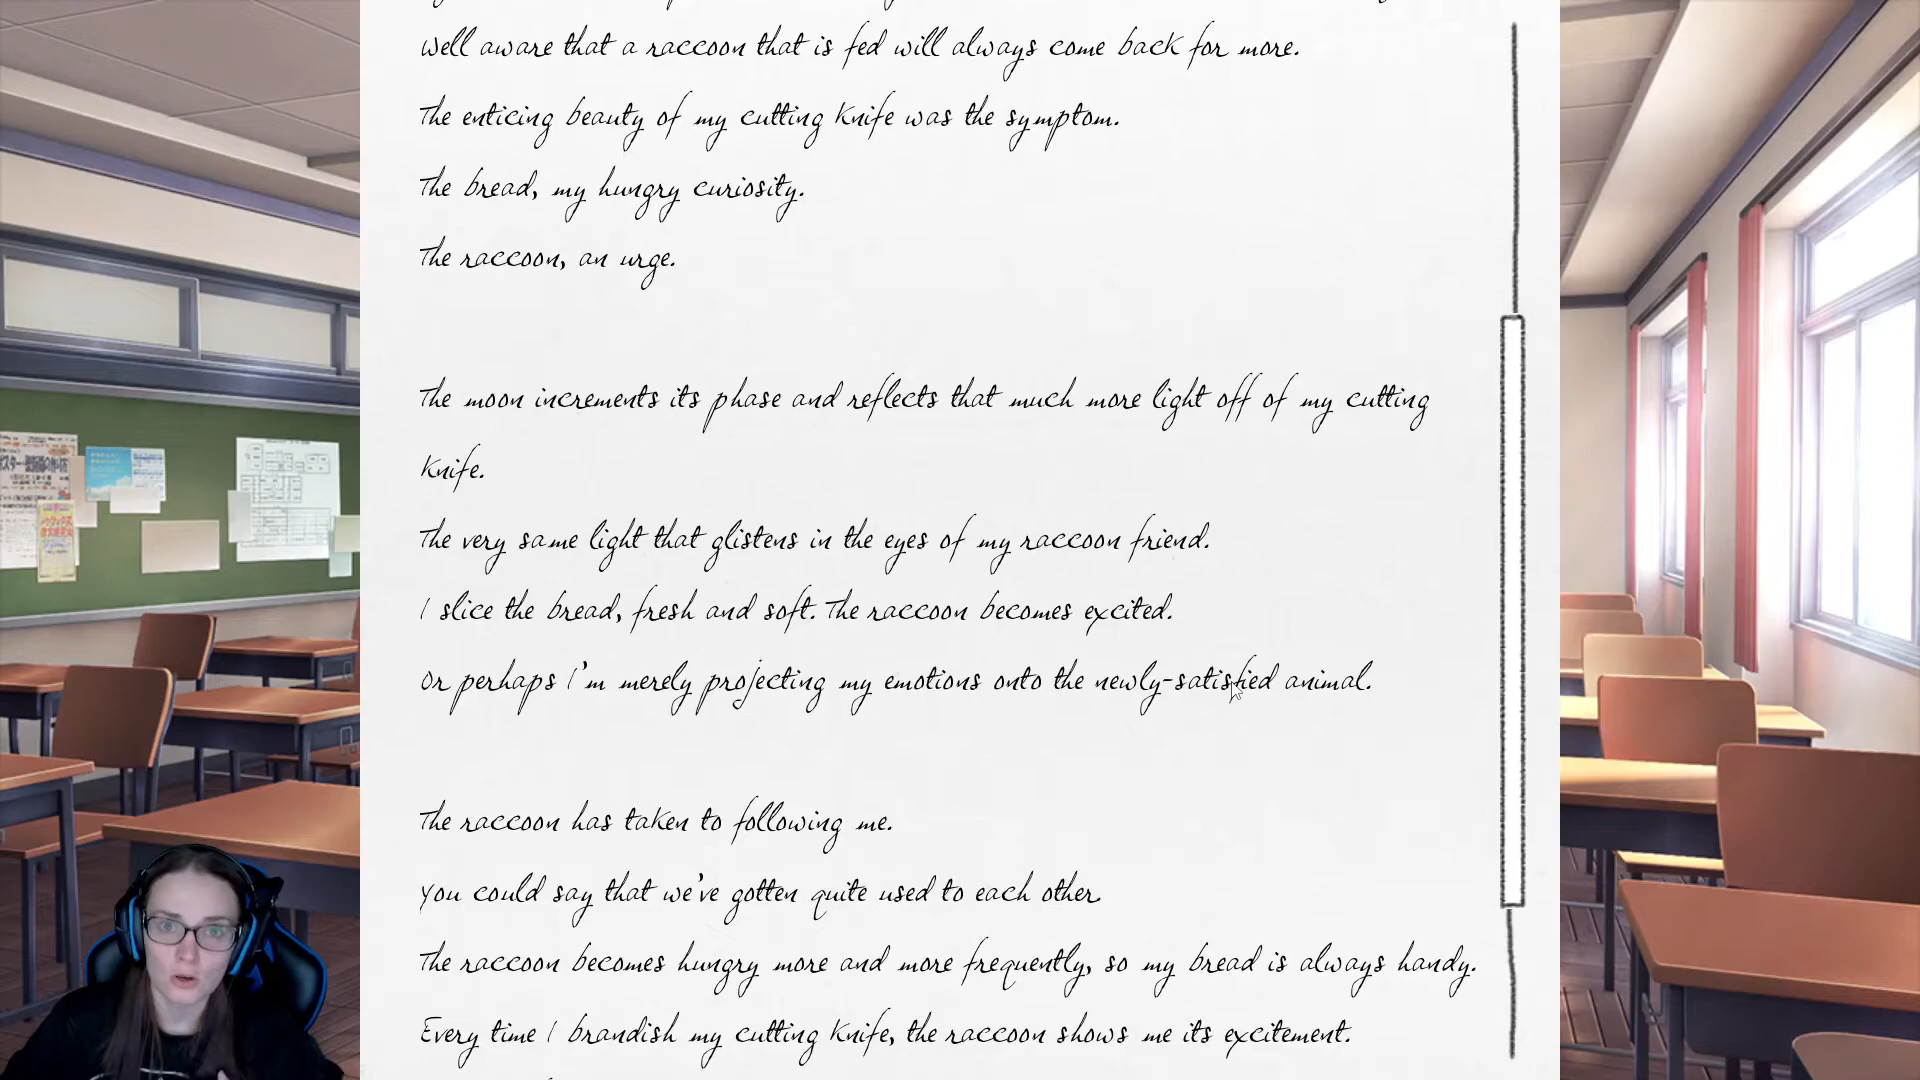 well aware that a raccoon that is fed will always come back for more.
The enticing beauty of my cutting knife was the symptom.
The bread, my hungry curiosity.
The raccoon, an urge.
The moon increments its phase and reflects that much more light off of my cutting
knife.
The very same light that glistens in the eyes of my raccoon friend.
I slice the bread, fresh and soft. The raccoon becomes excited.
Or perhaps I'm merely projecting my emotions onto the newly-satisfied animal.
The raccoon has taken to following me.
You could say that we've gotten quite used to each other.
The raccoon becomes hungry more and more frequently, so my bread is always handy.
Every time I brandish my cutting knife, the raccoon shows me its excitement.